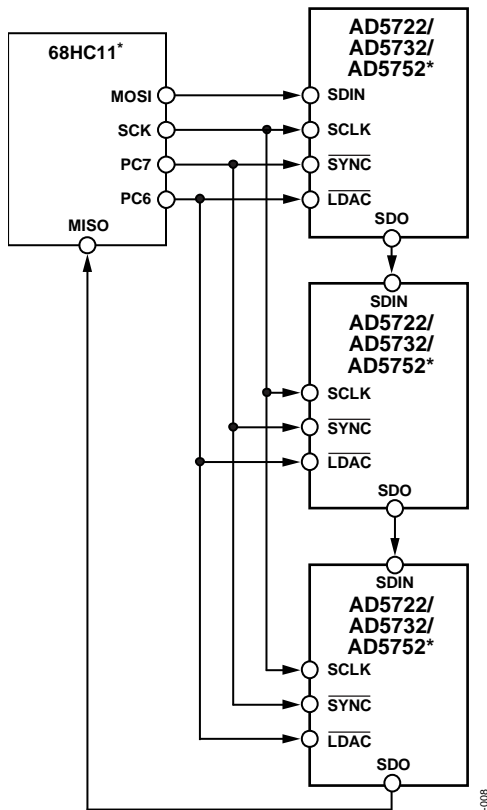 68HC11*
MOSI
SCK
PC7
PC6
MISO
AD5722/
AD5732/
AD5752*
SDIN
SCLK
SYNC
LDAC
SDO
SDIN
AD5722/
AD5732/
AD5752*
SCLK
SYNC
LDAC
SDO
SDIN
AD5722/
AD5732/
AD5752*
SCLK
SYNC
LDAC
SDO
-008